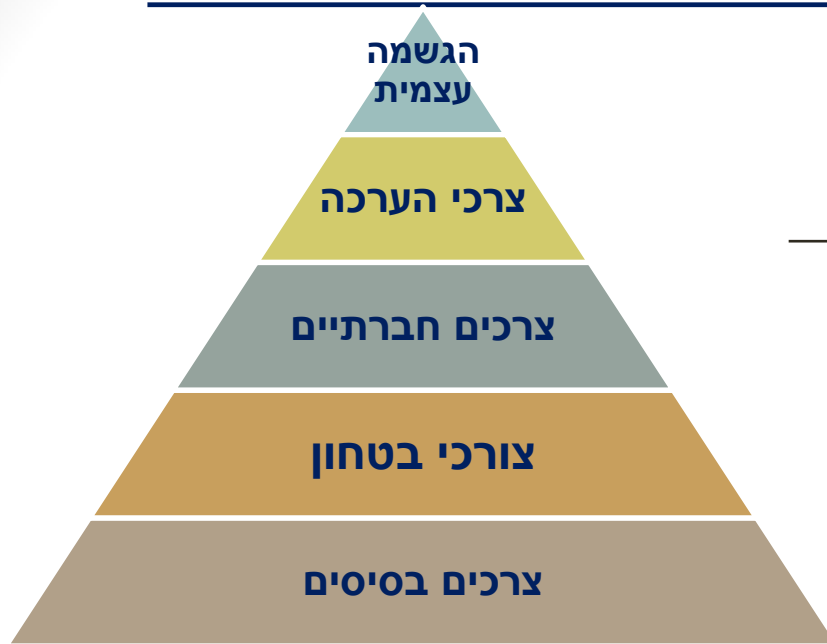 הגשמה
עצמית
צרכי הערכה
צרכים חברתיים
צורכי בטחון
צרכים בסיסים